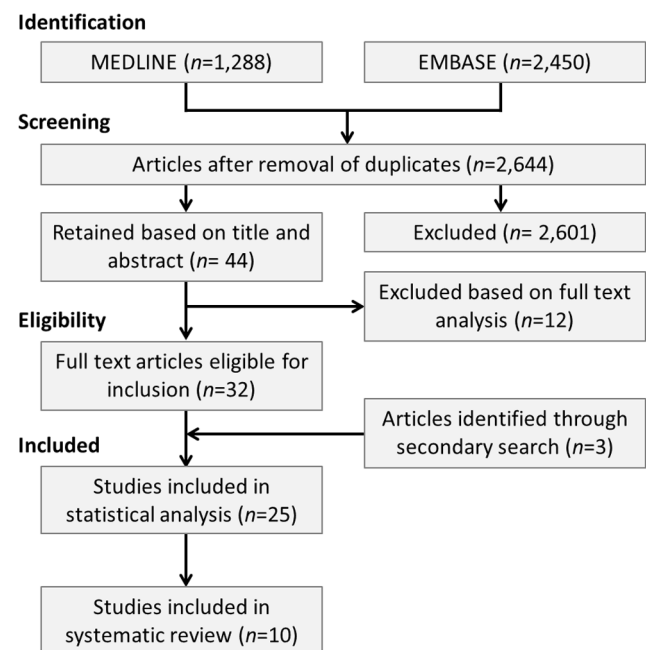 Identification
MEDLINE (n=1,288)
EMBASE (n=2,450)
Screening
Articles after removal of duplicates (n=2,644)
Retained based on title and
abstract (n= 44)
Excluded (n= 2,601)
Excluded based on full text
analysis (n=12)
Eligibility
Full text articles eligible for
inclusion (n=32)
Articles identified through
secondary search (n=3)
Included
Studies included in
statistical analysis (n=25)
Studies included in
systematic review (n=10)